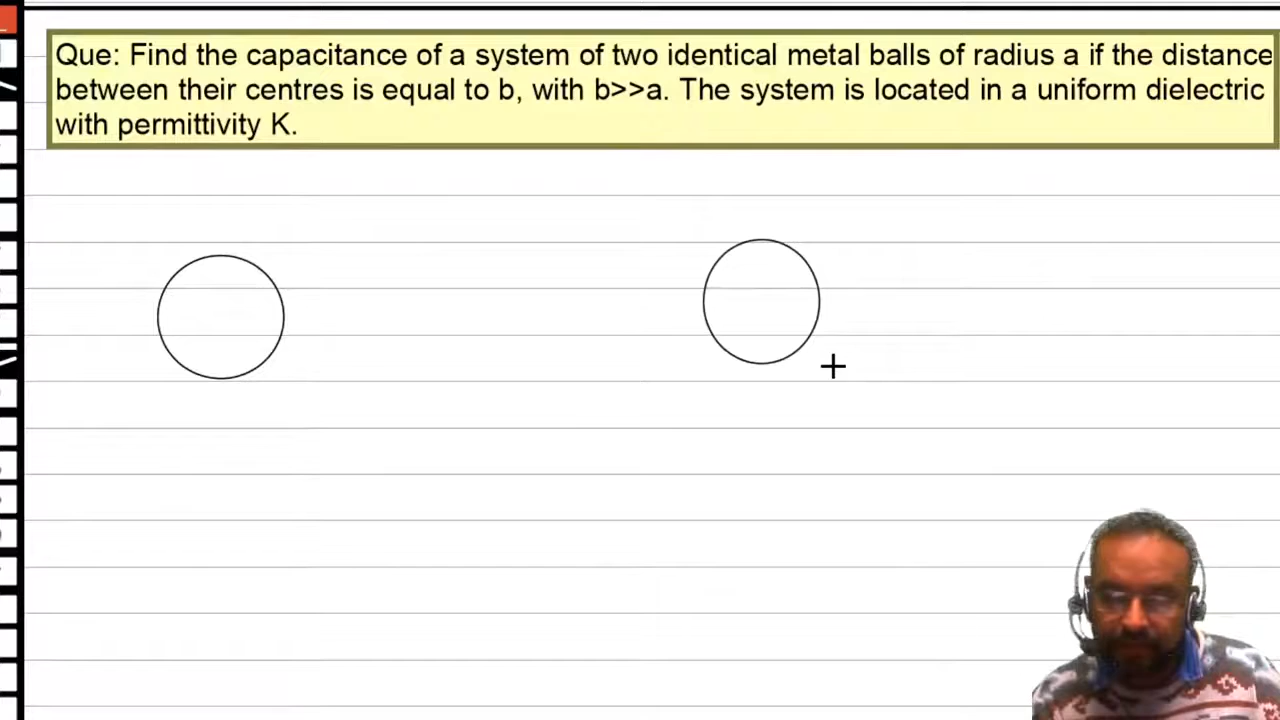 Que: Find the capacitance of a system of two identical metal balls of radius a if the distance
between their centres is equal to b, with b>>a. The system is located in a uniform dielectric
with permittivity K.